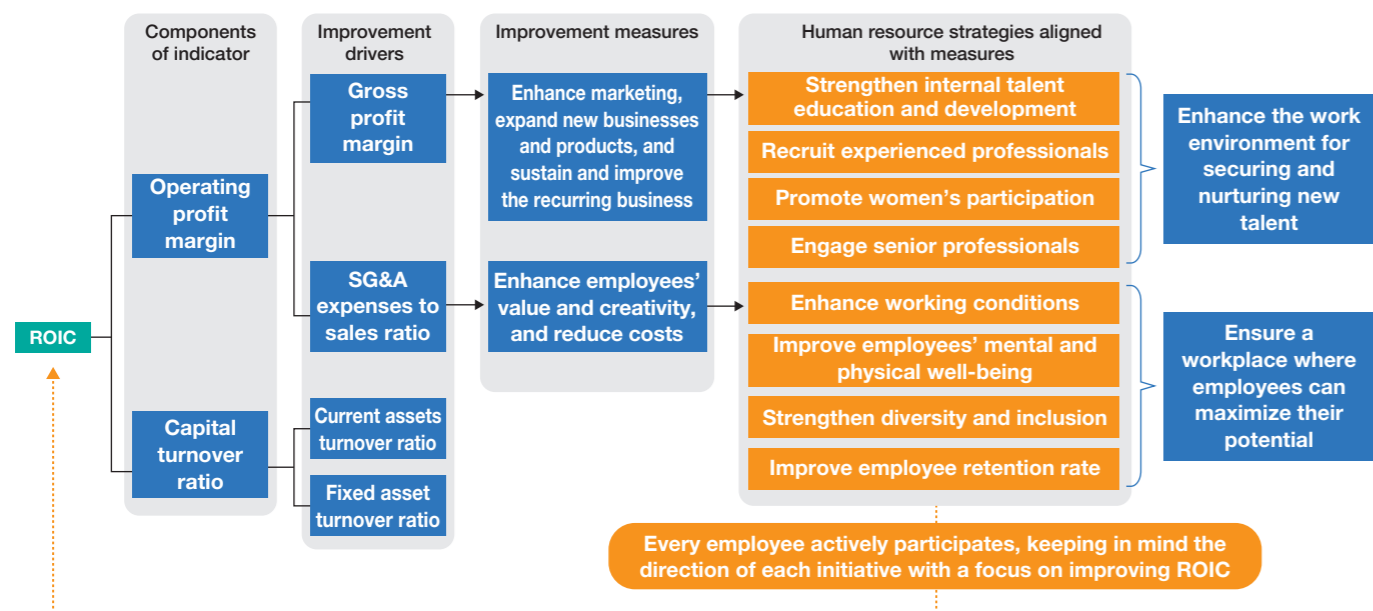 Components
of indicator
Improvement
drivers
Improvement measures
Human resource strategies aligned
with measures
ROIC
Operating
profit
margin
Capital
turnover
ratio
Gross
profit
margin
SG&A
expenses to
sales ratio
Current assets
turnover ratio
Fixed asset
turnover ratio
Enhance marketing,
expand new businesses
and products, and
sustain and improve
the recurring business
Enhance employees’
value and creativity,
and reduce costs
Strengthen internal talent
education and development
Recruit experienced professionals
Promote women’s participation
Engage senior professionals
Enhance working conditions
Improve employees’ mental and
physical well-being
Strengthen diversity and inclusion
Improve employee retention rate
Enhance the work
environment for
securing and
nurturing new
talent
Ensure a
workplace where
employees can
maximize their
potential
Every employee actively participates, keeping in mind the
direction of each initiative with a focus on improving ROIC